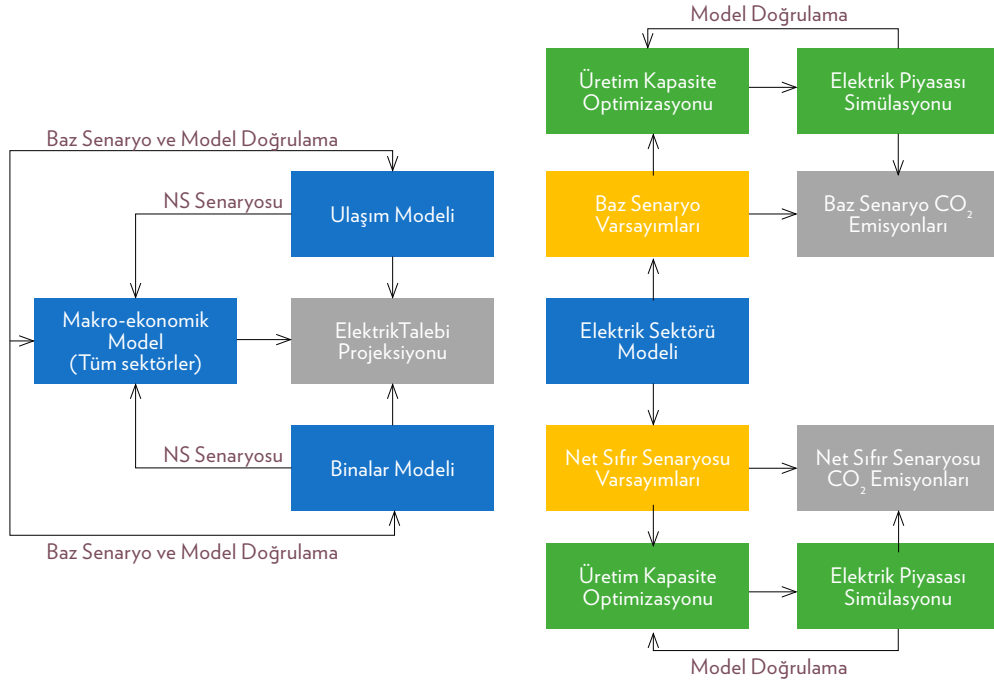 Baz Senaryo ve Model Doğrulama
NS Senaryosu
Ulaşım Modeli
Makro-ekonomik
Model
(Tüm sektörler)
ElektrikTalebi
Projeksiyonu
NS Senaryosu
Binalar Modeli
Baz Senaryo ve Model Doğrulama
Model Doğrulama
Üretim Kapasite
Optimizasyonu
Elektrik Piyasası
Simülasyonu
Baz Senaryo
Varsayımları
Baz Senaryo CO₂
Emisyonları
Elektrik Sektörü
Modeli
Net Sıfır Senaryosu
Varsayımları
Net Sıfır Senaryosu
CO₂ Emisyonları
Üretim Kapasite
Optimizasyonu
Elektrik Piyasası
Simülasyonu
Model Doğrulama